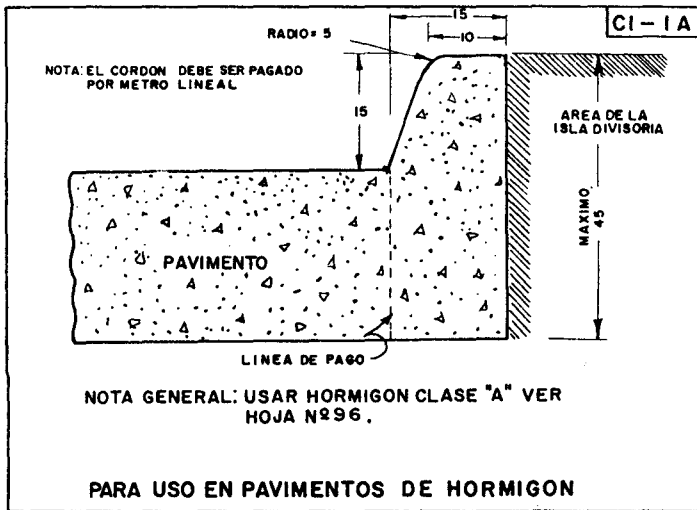 15
10
CI-IA
RADIO= 5
NOTA: EL CORDON DEBE SER PAGADO
POR METRO LINEAL
15
AREA DE LA
ISLA DIVISORIA
MAXIMO
45
PAVIMENTO
LINEA DE PAGO
NOTA GENERAL: USAR HORMIGON CLASE "A" VER
HOJA Nº96.
PARA USO EN PAVIMENTOS DE HORMIGON